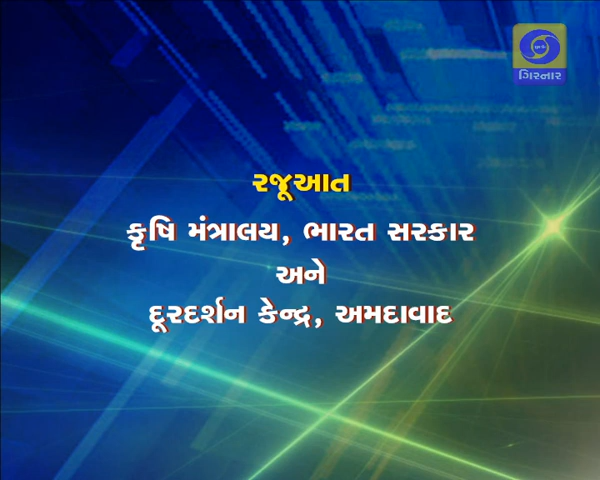 ગિરનાર
રજૂઆત
કૃષિ મંત્રાલય, ભારત સરકાર
અને
દૂરદર્શન કેન્દ્ર, અમદાવાદ